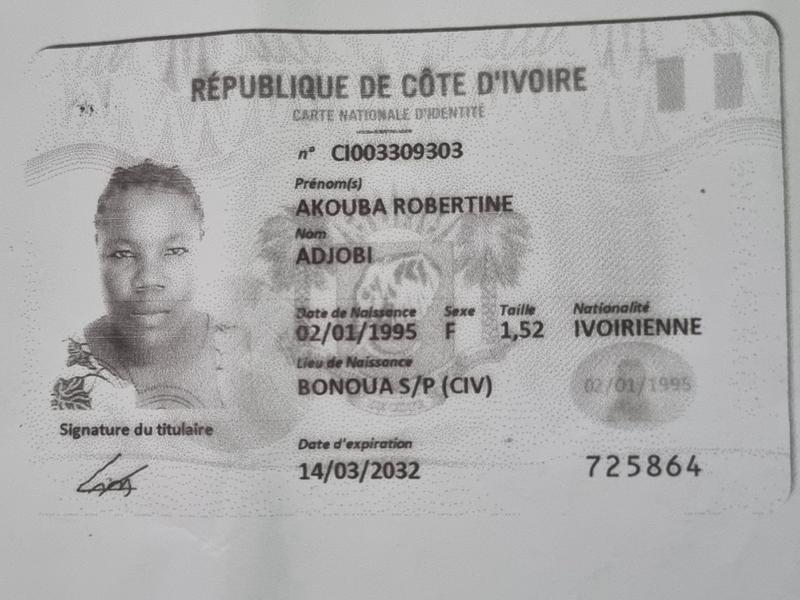 RÉPUBLIQUE DE CÔTE D'IVOIRE
CARTE NATIONALE D'IDENTITÉ
n° CI003309303
Prénom(s)
AKOUBA ROBERTINE
Nom
ADJOBI
Date de Naissance Sexe Taille Nationalité
02/01/1995 F 1,52 IVOIRIENNE
Lieu de Naissance
BONOUA S/P (CIV)
02/01/1995
Signature du titulaire
Date d'expiration
14/03/2032
725864